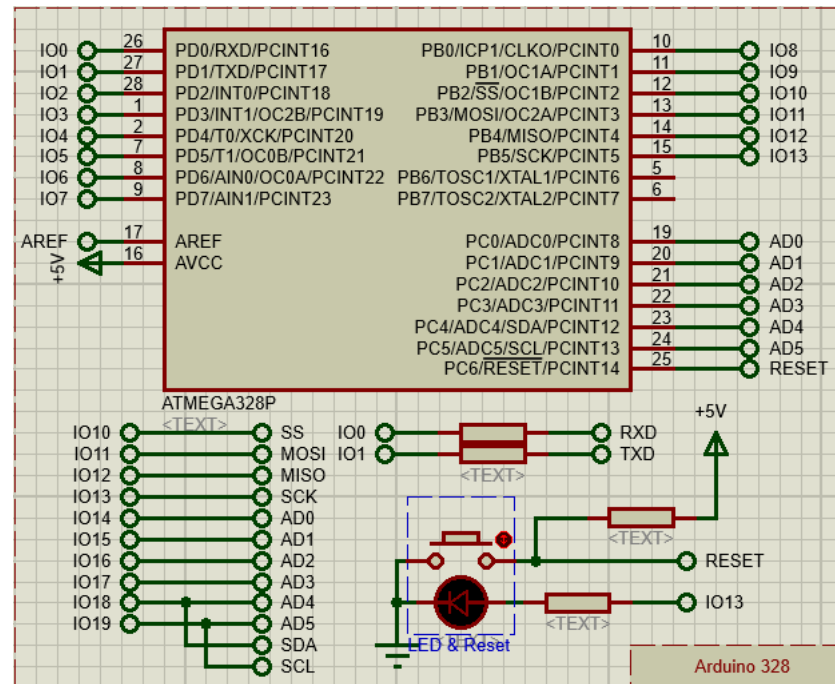 IO0 26 PD0/RXD/PCINT16 PB0/ICP1/CLKO/PCINT0 10 IO8
IO1 27 PD1/TXD/PCINT17 PB1/OC1A/PCINT1 11 IO9
IO2 28 PD2/INT0/PCINT18 PB2/SS/OC1B/PCINT2 12 IO10
IO3 1 PD3/INT1/OC2B/PCINT19 PB3/MOSI/OC2A/PCINT3 13 IO11
IO4 2 PD4/T0/XCK/PCINT20 PB4/MISO/PCINT4 14 IO12
IO5 7 PD5/T1/OC0B/PCINT21 PB5/SCK/PCINT5 15 IO13
IO6 8 PD6/AIN0/OC0A/PCINT22 PB6/TOSC1/XTAL1/PCINT6 5
IO7 9 PD7/AIN1/PCINT23 PB7/TOSC2/XTAL2/PCINT7 6
AREF 17 AREF PC0/ADC0/PCINT8 19 AD0
+5V 16 AVCC PC1/ADC1/PCINT9 20 AD1
PC2/ADC2/PCINT10 21 AD2
PC3/ADC3/PCINT11 22 AD3
PC4/ADC4/SDA/PCINT12 23 AD4
PC5/ADC5/SCL/PCINT13 24 AD5
PC6/RESET/PCINT14 25 RESET
ATMEGA328P
<TEXT>
+5V
IO10 SS IO0 RXD
IO11 MOSI IO1 TXD
IO12 MISO <TEXT>
IO13 SCK
IO14 AD0
IO15 AD1 <TEXT>
IO16 AD2 RESET
IO17 AD3
IO18 AD4 IO13
IO19 AD5 <TEXT>
SDA LED & Reset
SCL Arduino 328